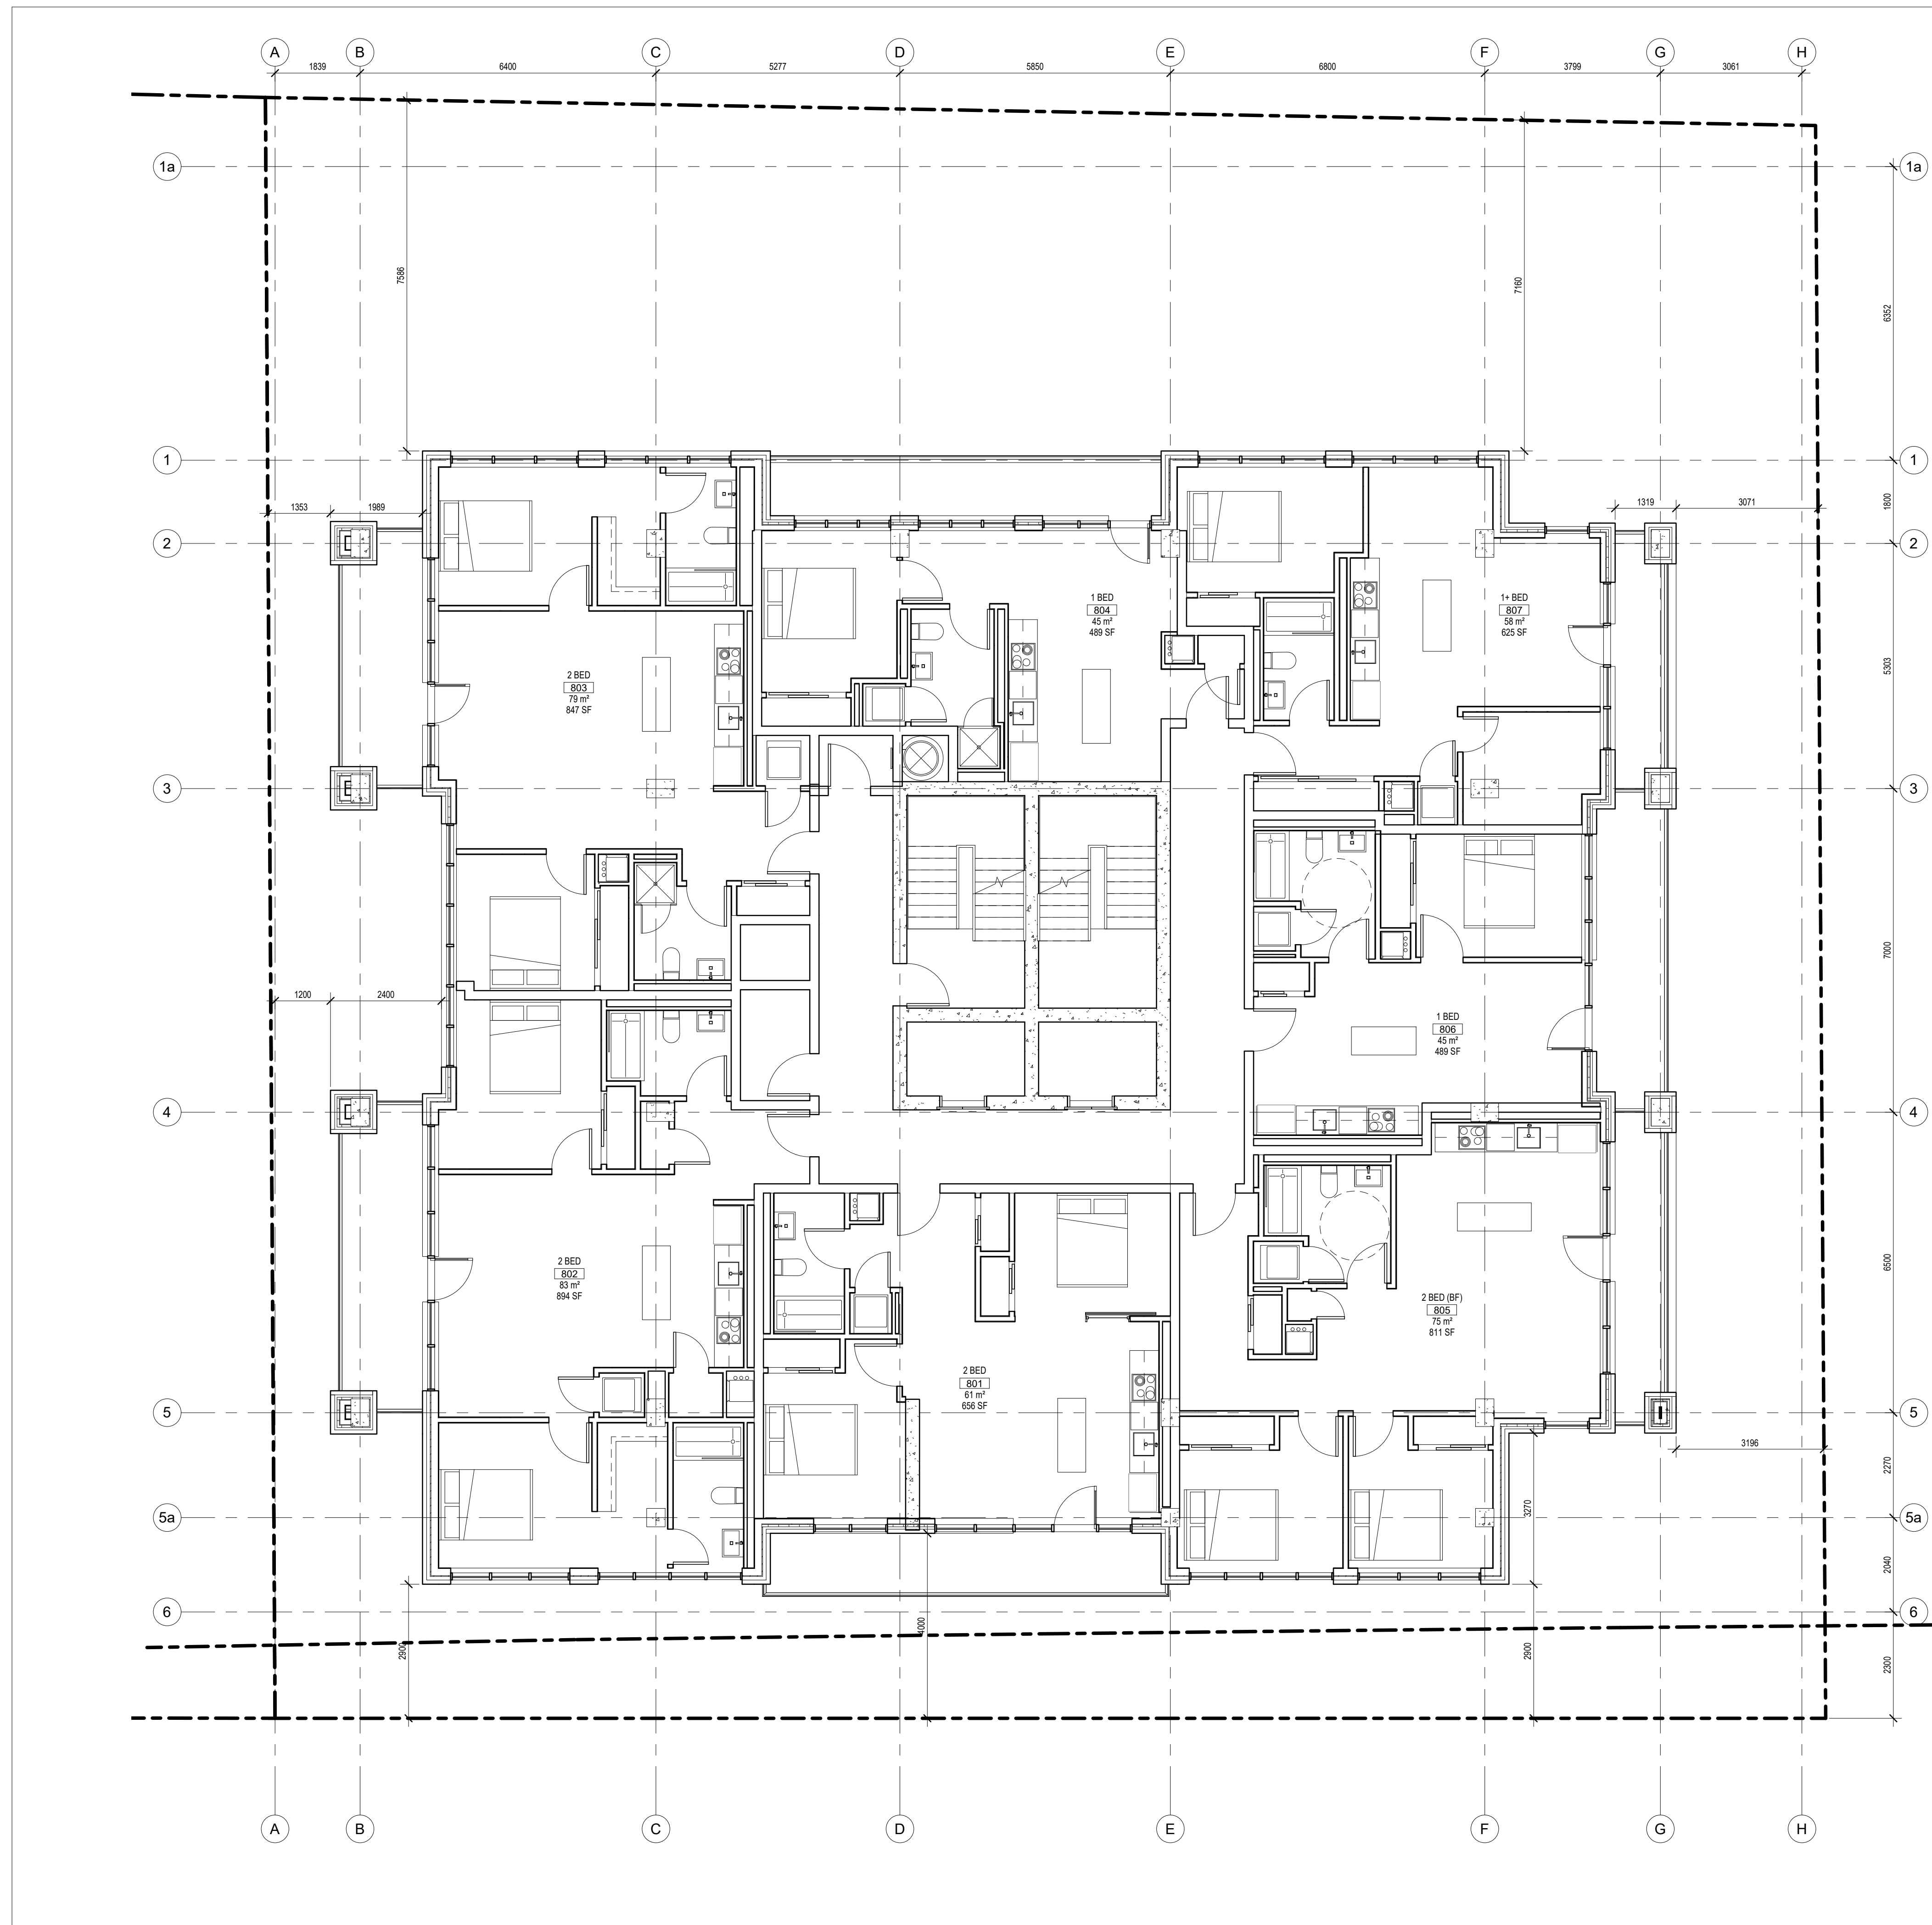 A B C D E F G H
1839 6400 5277 5850 6800 3799 3061
1a 1a
7586
7160
6352
1 1
1353 1989
1319 3071
1800
2 2
1 BED
804
45 m²
489 SF
1+ BED
807
58 m²
625 SF
5303
2 BED
803
79 m²
847 SF
3 3
7000
1200 2400
1 BED
806
45 m²
489 SF
4 4
2 BED
802
83 m²
894 SF
6500
2 BED (BF)
805
75 m²
811 SF
2 BED
801
61 m²
656 SF
5 5
3196
2270
3270
5a 5a
2040
6 6
2900
4000
2900
2300
A B C D E F G H